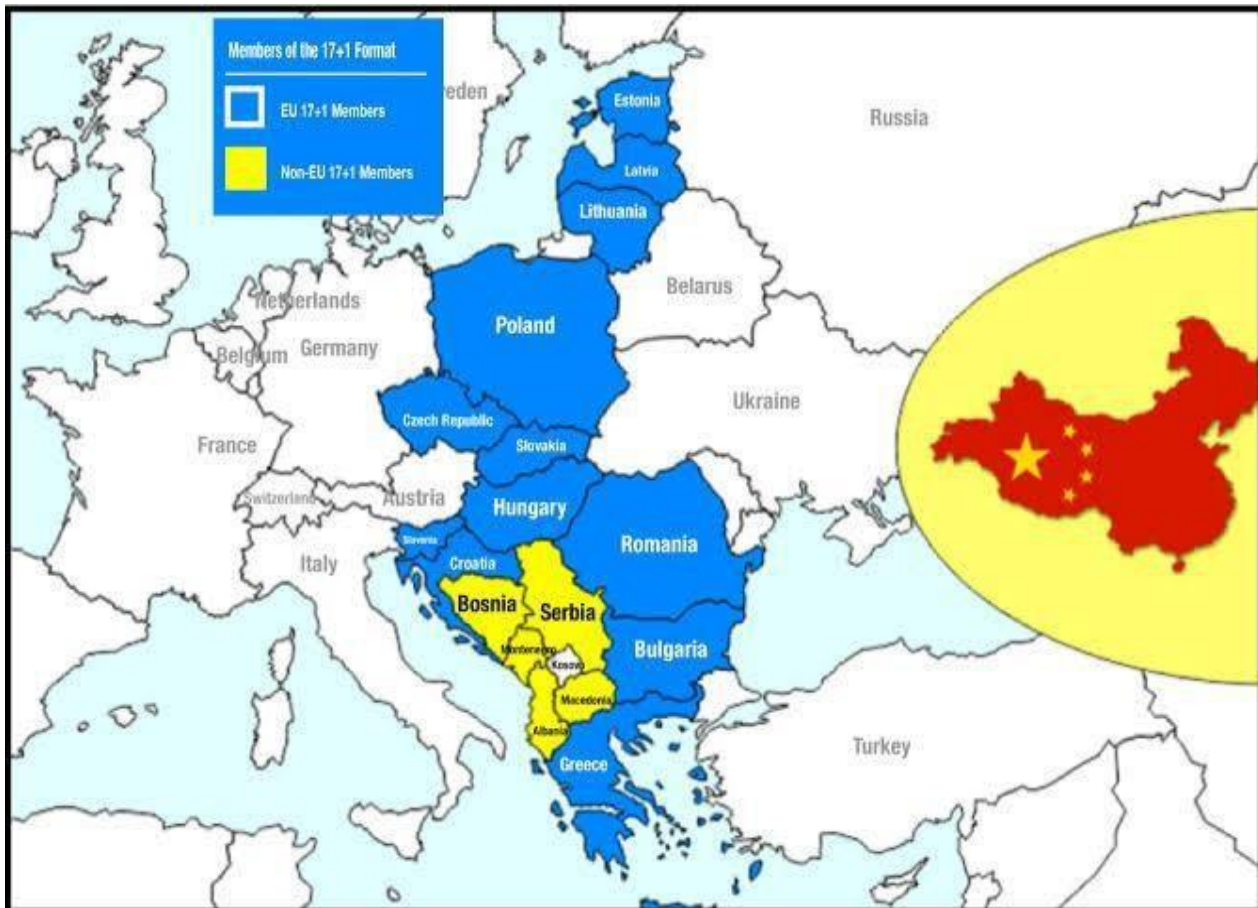 Members of the 17+1 Format
EU 17+1 Members
Non-EU 17+1 Members
eden
Estonia
Russia
Latvia
Lithuania
Belarus
Netherlands
Poland
Belgium
Germany
Ukraine
Czech Republic
France
Slovakia
Switzerland
Austria
Hungary
Slovenia
Romania
Croatia
Italy
Bosnia
Serbia
Montenegro
Kosovo
Bulgaria
Macedonia
Albania
Greece
Turkey